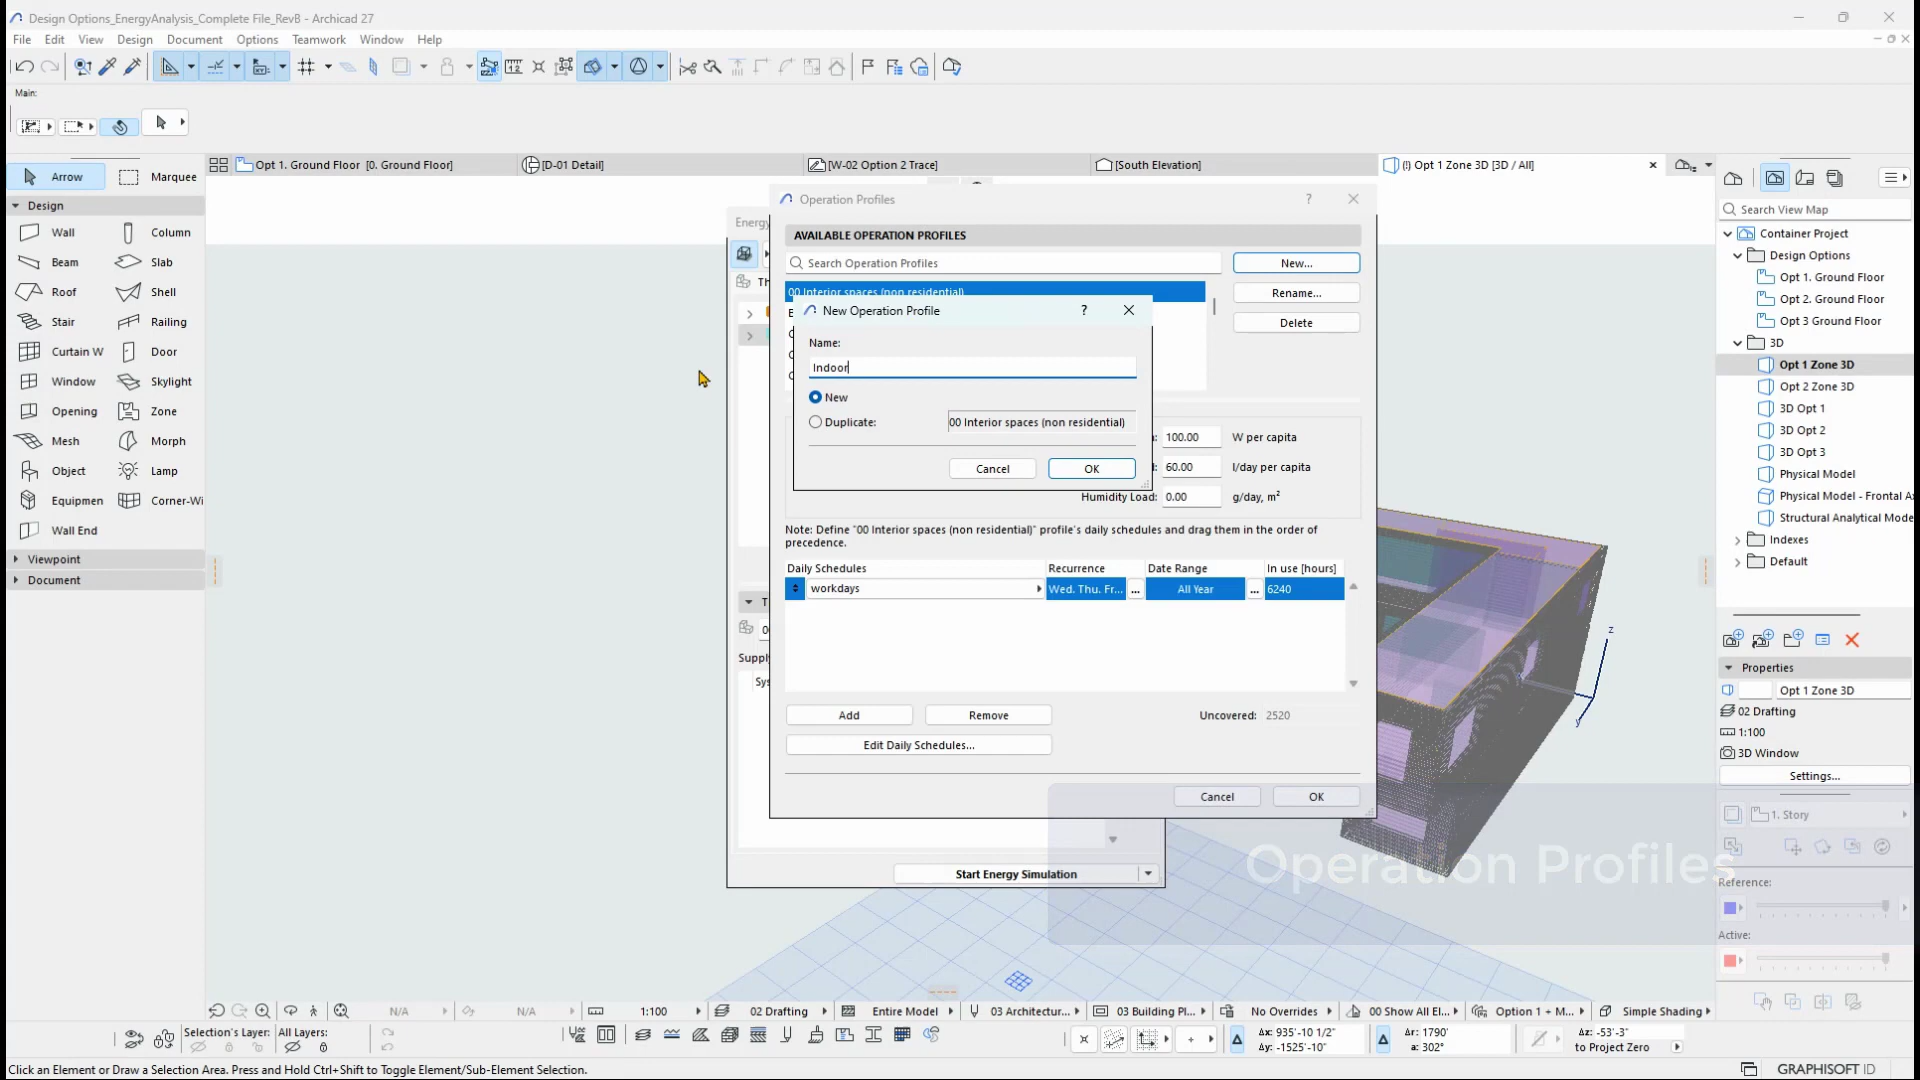 Design Options_EnergyAnalysis_Complete File_RevB - Archicad 27
File Edit View Design Document Options Teamwork Window Help
Main:
Arrow Marquee
Design
Wall Column
Beam Slab
Roof Shell
Stair Railing
Curtain W Door
Window Skylight
Opening Zone
Mesh Morph
Object Lamp
Equipmen Corner-Wi
Wall End
Viewpoint
Document
Opt 1. Ground Floor [0. Ground Floor]
[D-01 Detail]
[W-02 Option 2 Trace]
[South Elevation]
(!) Opt 1 Zone 3D [3D / All]
Energy
Th
Supply
Sys
Start Energy Simulation
Operation Profiles
?
AVAILABLE OPERATION PROFILES
Search Operation Profiles
00 Interior spaces (non residential)
New...
Rename...
Delete
New Operation Profile
?
Name:
Indoor
New
Duplicate: 00 Interior spaces (non residential)
Cancel OK
100.00 W per capita
60.00 l/day per capita
Humidity Load: 0.00 g/day, m²
Note: Define "00 Interior spaces (non residential)" profile's daily schedules and drag them in the order of
precedence.
Daily Schedules Recurrence Date Range In use [hours]
workdays Wed. Thu. Fr... ... All Year ... 6240
Add Remove Uncovered: 2520
Edit Daily Schedules...
Cancel OK
Operation Profiles
z
y
Search View Map
Container Project
Design Options
Opt 1. Ground Floor
Opt 2. Ground Floor
Opt 3 Ground Floor
3D
Opt 1 Zone 3D
Opt 2 Zone 3D
3D Opt 1
3D Opt 2
3D Opt 3
Physical Model
Physical Model - Frontal A
Structural Analytical Mode
Indexes
Default
Properties
Opt 1 Zone 3D
02 Drafting
1:100
3D Window
Settings...
1. Story
Reference:
Active:
N/A N/A 1:100 02 Drafting Entire Model 03 Architectur... 03 Building Pl... No Overrides 00 Show All El... Option 1 + M... Simple Shading
Selection's Layer: All Layers:
Δx: 935'-10 1/2"
Δy: -1525'-10"
Δr: 1790'
a: 302°
Δz: -53'-3"
to Project Zero
Click an Element or Draw a Selection Area. Press and Hold Ctrl+Shift to Toggle Element/Sub-Element Selection.
GRAPHISOFT ID